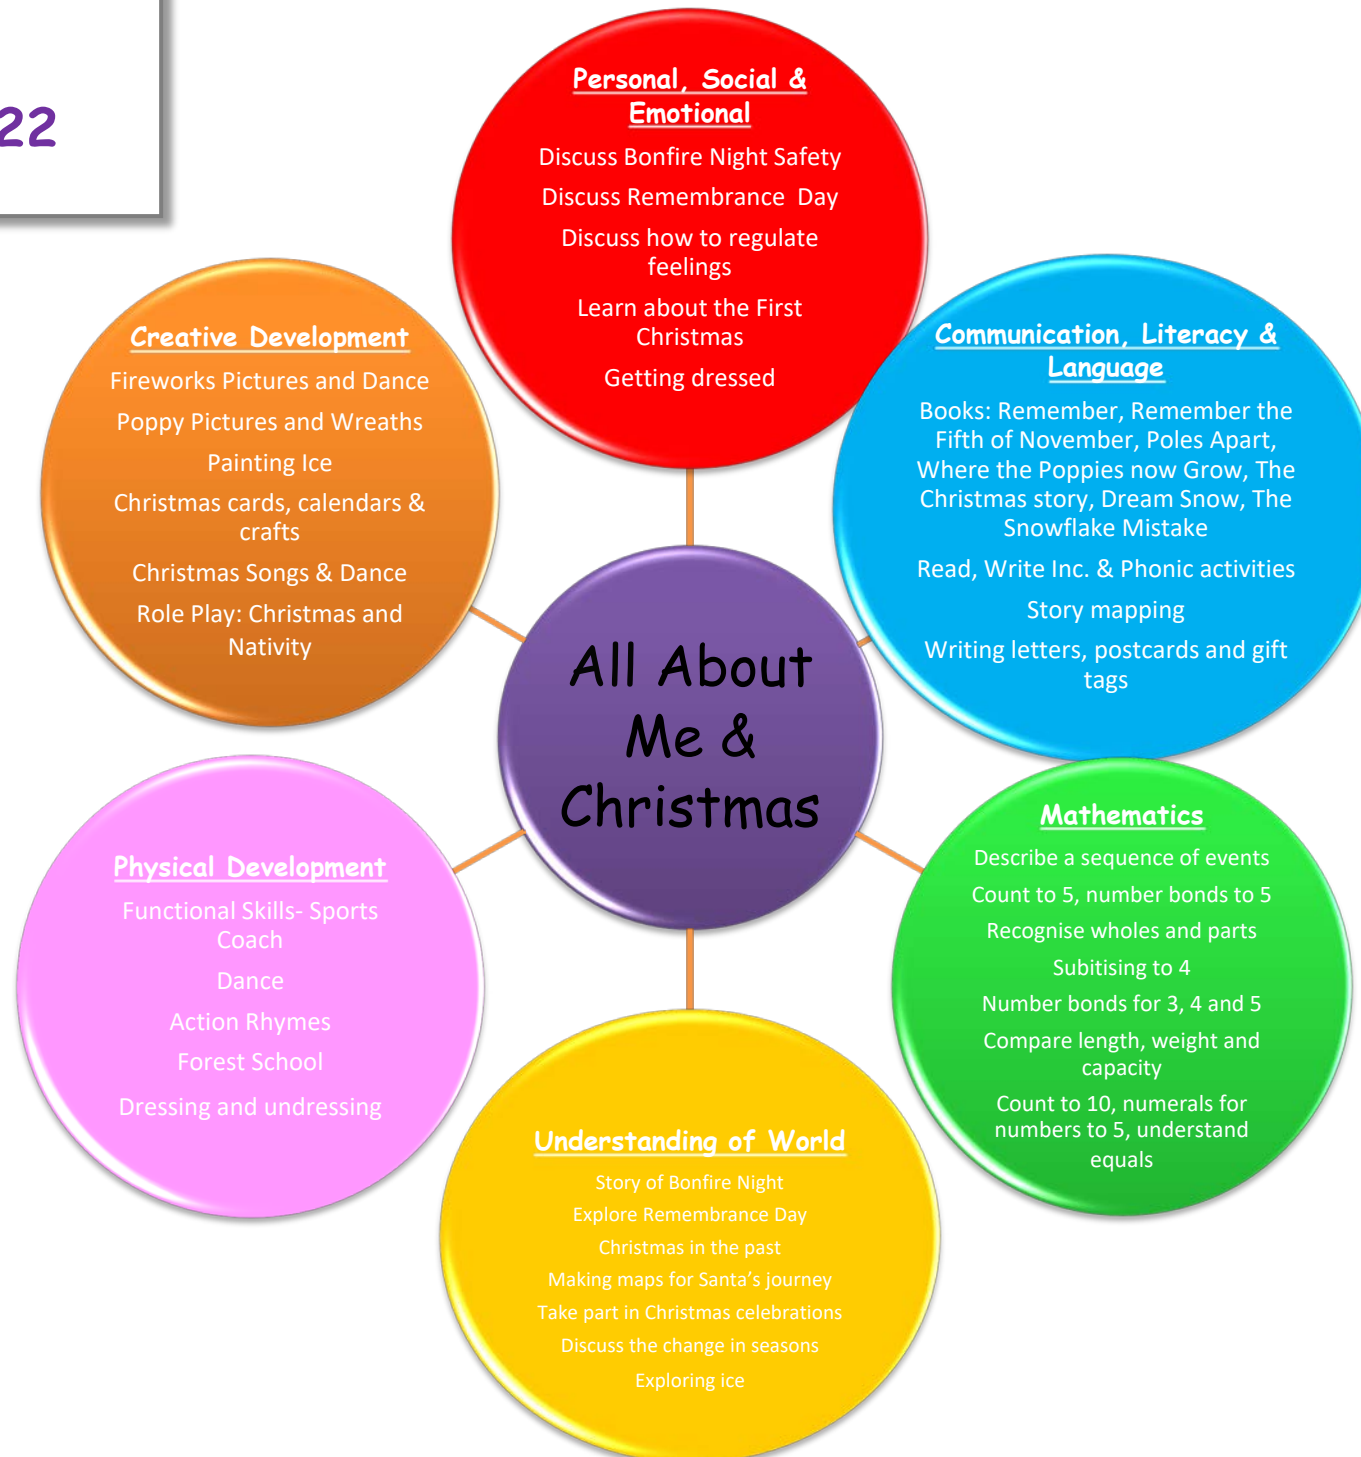 22
Personal, Social &
Emotional
Discuss Bonfire Night Safety
Discuss Remembrance  Day
Discuss how to regulate
feelings
Learn about the First
Christmas
Getting dressed
Communication, Literacy &
Language
Books: Remember, Remember the
Fifth of November, Poles Apart,
Where the Poppies now Grow, The
Christmas story, Dream Snow, The
Snowflake Mistake
Read, Write Inc. & Phonic activities
Story mapping
Writing letters, postcards and gift
tags
Mathematics
Describe a sequence of events
Count to 5, number bonds to 5
Recognise wholes and parts
Subitising to 4
Number bonds for 3, 4 and 5
Compare length, weight and
capacity
Count to 10, numerals for
numbers to 5, understand
equals
Understanding of World
Story of Bonfire Night
Explore Remembrance Day
Christmas in the past
Making maps for Santa’s journey
Take part in Christmas celebrations
Discuss the change in seasons
Exploring ice
Physical Development
Functional Skills- Sports
Coach
Dance
Action Rhymes
Forest School
Dressing and undressing
Creative Development
Fireworks Pictures and Dance
Poppy Pictures and Wreaths
Painting Ice
Christmas cards, calendars &
crafts
Christmas Songs & Dance
Role Play: Christmas and
Nativity
All About
Me &
Christmas